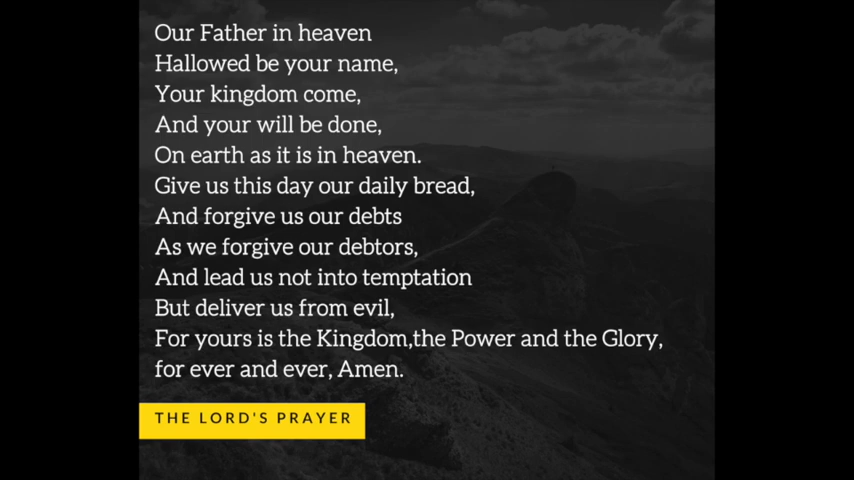 Our Father in heaven
Hallowed be your name,
Your kingdom come,
And your will be done,
On earth as it is in heaven.
Give us this day our daily bread,
And forgive us our debts
As we forgive our debtors,
And lead us not into temptation
But deliver us from evil,
For yours is the Kingdom,the Power and the Glory,
for ever and ever, Amen.
THE LORD'S PRAYER